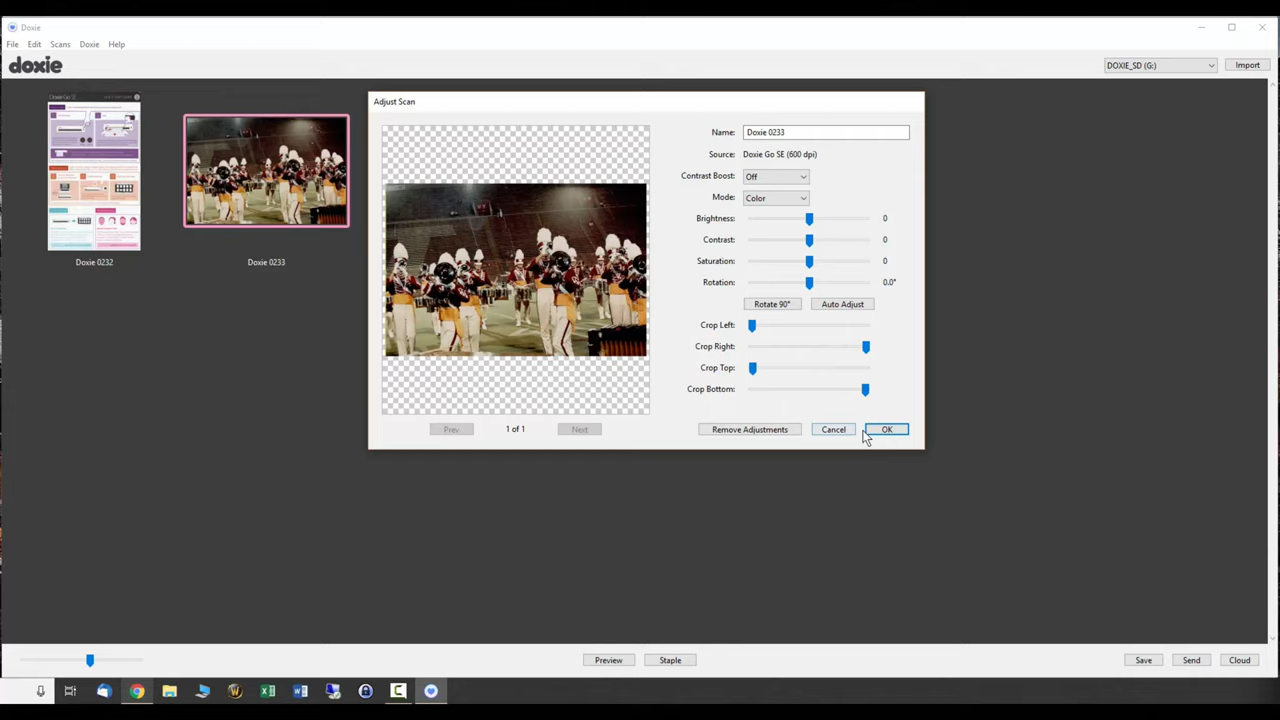 Doxie
File Edit Scans Doxie Help
doxie
DOXIE_SD (G:) Import
Doxie 0232
Doxie 0233
Adjust Scan
Name: Doxie 0233
Source: Doxie Go SE (600 dpi)
Contrast Boost: Off
Mode: Color
Brightness: 0
Contrast: 0
Saturation: 0
Rotation: 0.0°
Rotate 90° Auto Adjust
Crop Left:
Crop Right:
Crop Top:
Crop Bottom:
Prev 1 of 1 Next
Remove Adjustments Cancel OK
Preview Staple
Save Send Cloud